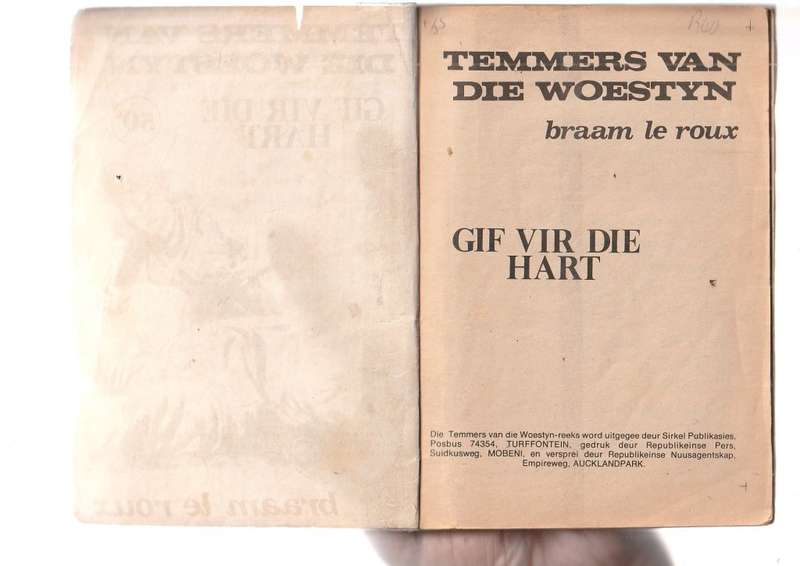 TEMMERS VAN
DIE WOESTYN
braam le roux
GIF VIR DIE
HART
Die Temmers van die Woestyn-reeks word uitgegee deur Sirkel Publikasies,
Posbus 74354, TURFFONTEIN, gedruk deur Republikeinse Pers,
Suidkusweg, MOBENI, en versprei deur Republikeinse Nuusagentskap,
Empireweg, AUCKLANDPARK.